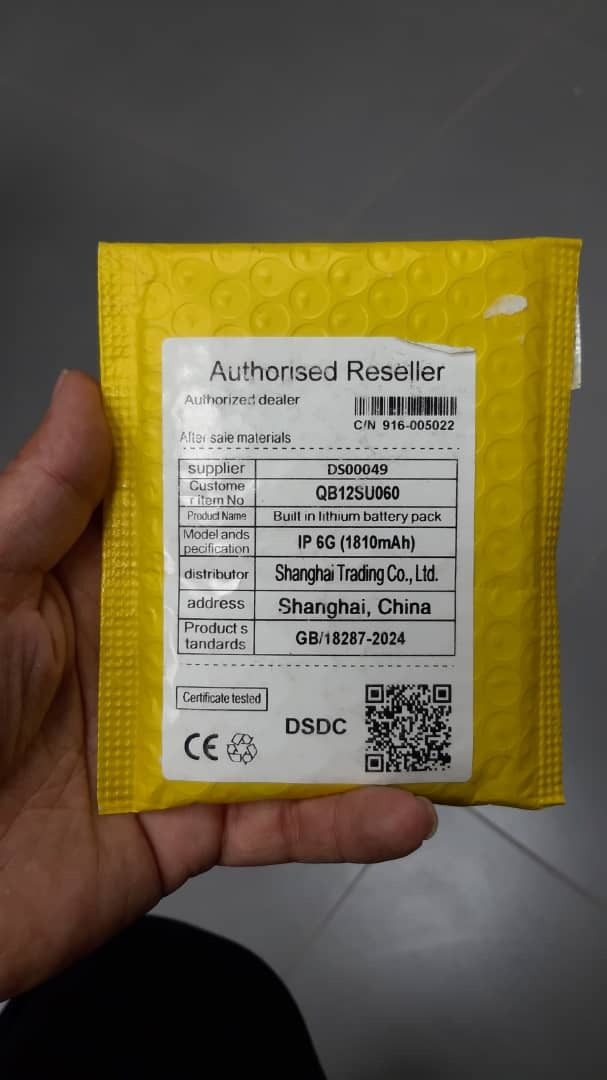 Authorised Reseller
Authorized dealer
C/N 916-005022
After sale materials
supplier DS00049
Custome
r Item No QB12SU060
Product Name Built in lithium battery pack
Model ands
pecification IP 6G (1810mAh)
distributor Shanghai Trading Co., Ltd.
address Shanghai, China
Product s
tandards GB/18287-2024
Certificate tested
DSDC
CE